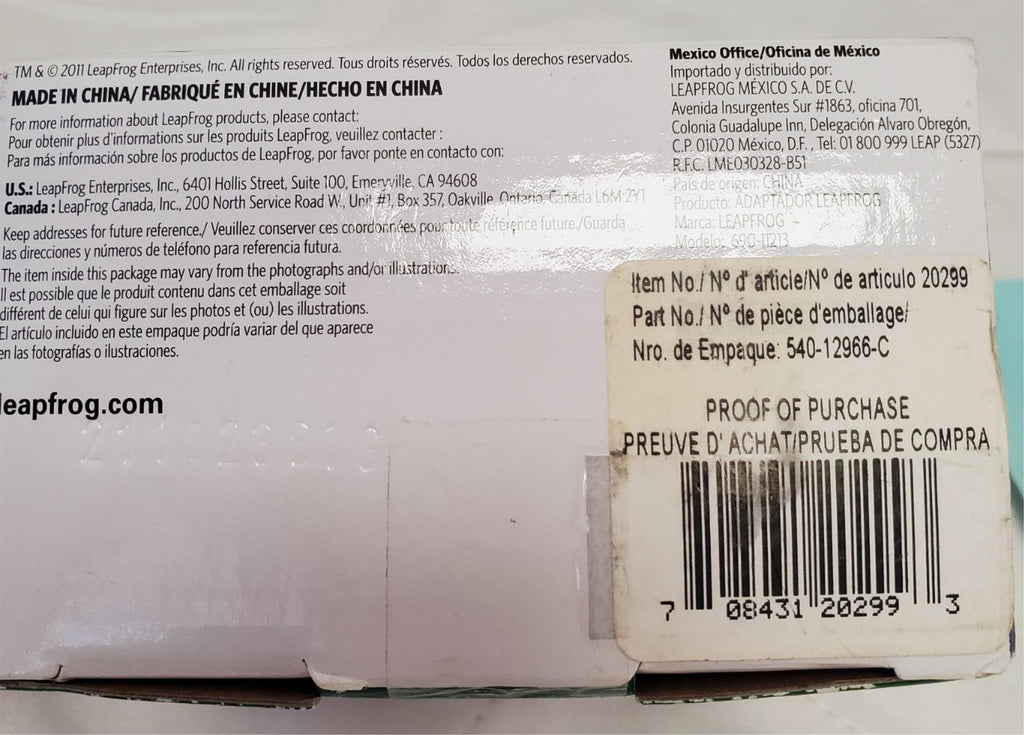 TM & © 2011 LeapFrog Enterprises, Inc. All rights reserved. Tous droits réservés. Todos los derechos reservados.
MADE IN CHINA/ FABRIQUÉ EN CHINE/HECHO EN CHINA
For more information about LeapFrog products, please contact:
Pour obtenir plus d'informations sur les produits LeapFrog, veuillez contacter :
Para más información sobre los productos de LeapFrog, por favor ponte en contacto con:
U.S.: LeapFrog Enterprises, Inc., 6401 Hollis Street, Suite 100, Emeryville, CA 94608
Canada : LeapFrog Canada, Inc., 200 North Service Road W., Unit #1, Box 357, Oakville, Ontario, Canada L6M 2Y1
Keep addresses for future reference./ Veuillez conserver ces coordonnées pour toute référence future./Guarda
las direcciones y números de teléfono para referencia futura.
The item inside this package may vary from the photographs and/or illustrations.
Il est possible que le produit contenu dans cet emballage soit
différent de celui qui figure sur les photos et (ou) les illustrations.
El artículo incluido en este empaque podría variar del que aparece
en las fotografías o ilustraciones.
leapfrog.com
Mexico Office/Oficina de México
Importado y distribuido por:
LEAPFROG MÉXICO S.A. DE C.V.
Avenida Insurgentes Sur #1863, oficina 701,
Colonia Guadalupe Inn, Delegación Alvaro Obregón,
C.P. 01020 México, D.F. , Tel: 01 800 999 LEAP (5327)
R.F.C. LME030328-B51
País de origen: CHINA
Producto: ADAPTADOR LEAPFROG
Marca: LEAPFROG
Modelo: 690-11213
Item No./ Nº d' article/Nº de articulo 20299
Part No./ Nº de pièce d'emballage/
Nro. de Empaque: 540-12966-C
PROOF OF PURCHASE
PREUVE D' ACHAT/PRUEBA DE COMPRA
7 08431 20299 3